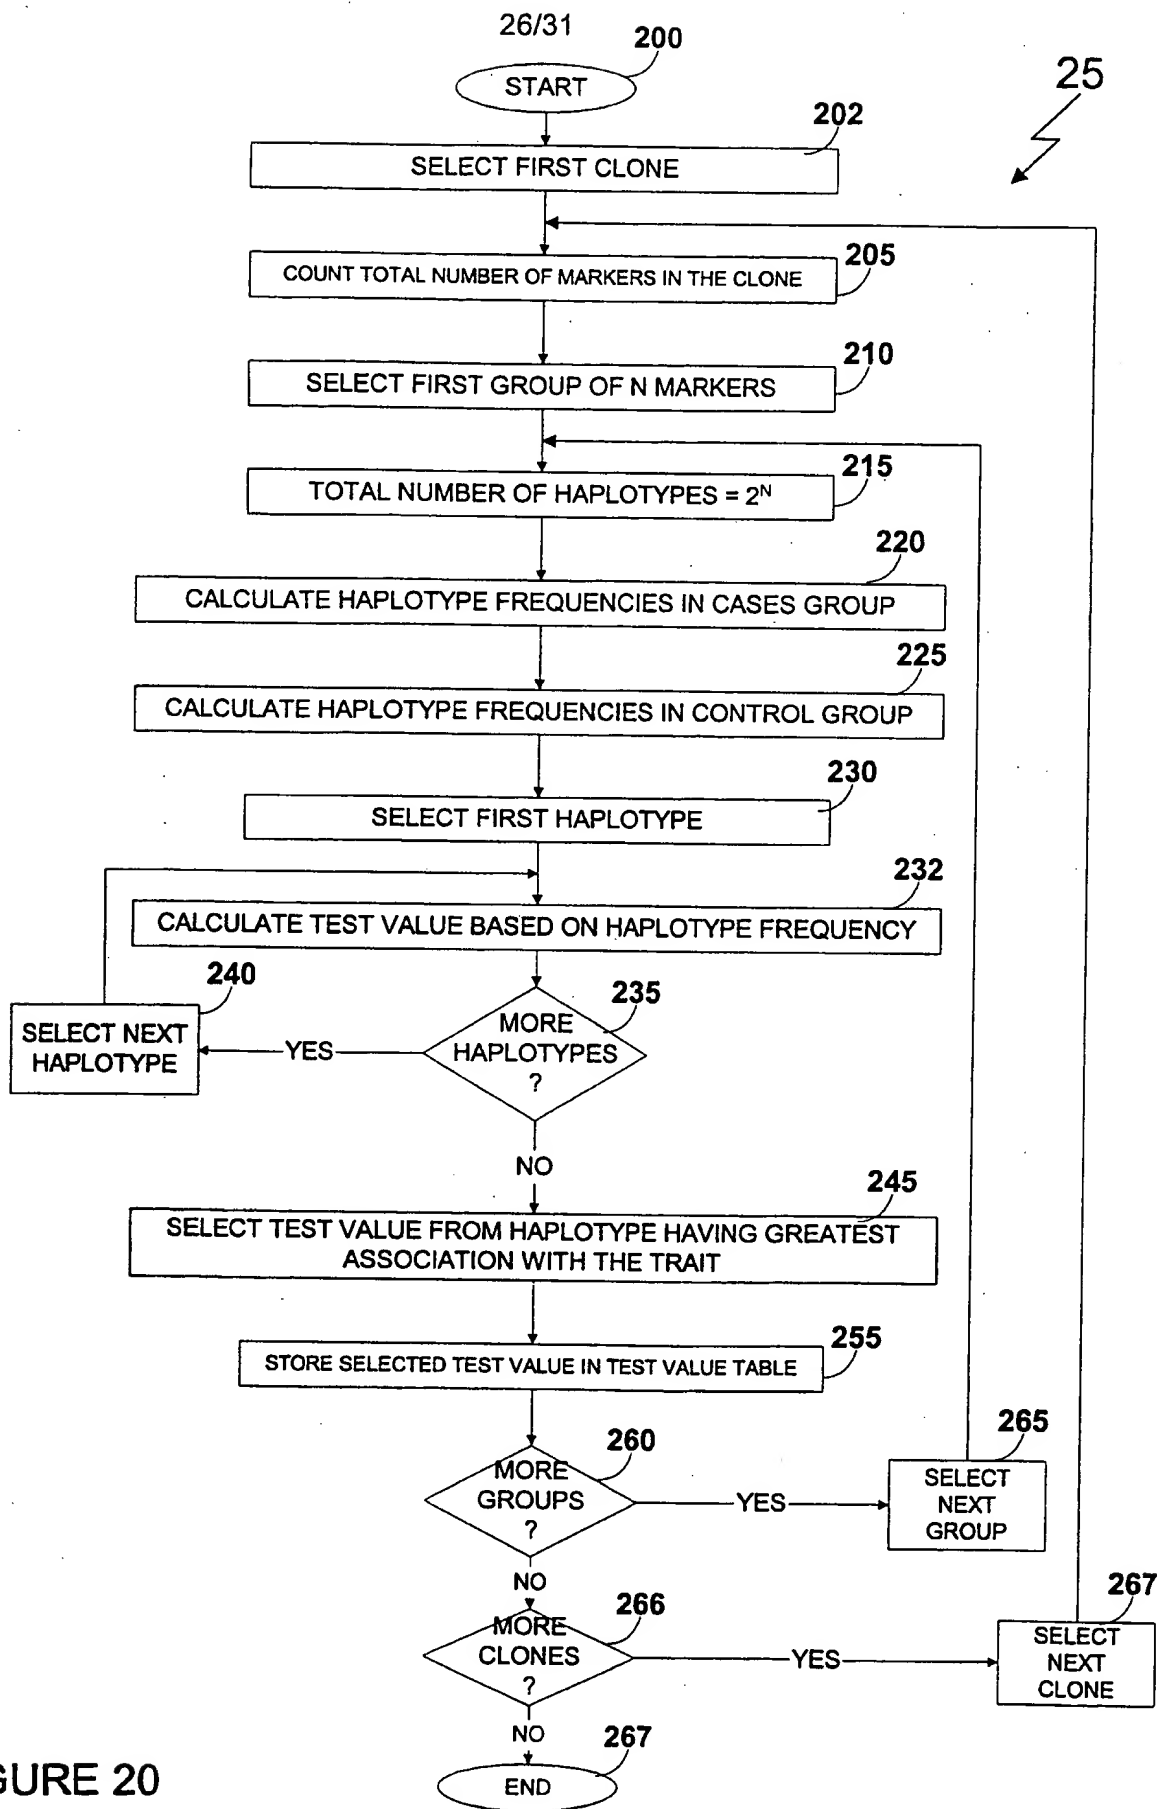 26/31
200
START
25
202
SELECT FIRST CLONE
205
COUNT TOTAL NUMBER OF MARKERS IN THE CLONE
210
SELECT FIRST GROUP OF N MARKERS
215
TOTAL NUMBER OF HAPLOTYPES = 2^N
220
CALCULATE HAPLOTYPE FREQUENCIES IN CASES GROUP
225
CALCULATE HAPLOTYPE FREQUENCIES IN CONTROL GROUP
230
SELECT FIRST HAPLOTYPE
232
CALCULATE TEST VALUE BASED ON HAPLOTYPE FREQUENCY
240
SELECT NEXT
HAPLOTYPE
YES
235
MORE
HAPLOTYPES
?
NO
245
SELECT TEST VALUE FROM HAPLOTYPE HAVING GREATEST
ASSOCIATION WITH THE TRAIT
255
STORE SELECTED TEST VALUE IN TEST VALUE TABLE
260
MORE
GROUPS
?
YES
265
SELECT
NEXT
GROUP
NO
266
MORE
CLONES
?
YES
267
SELECT
NEXT
CLONE
NO
267
END
GURE 20